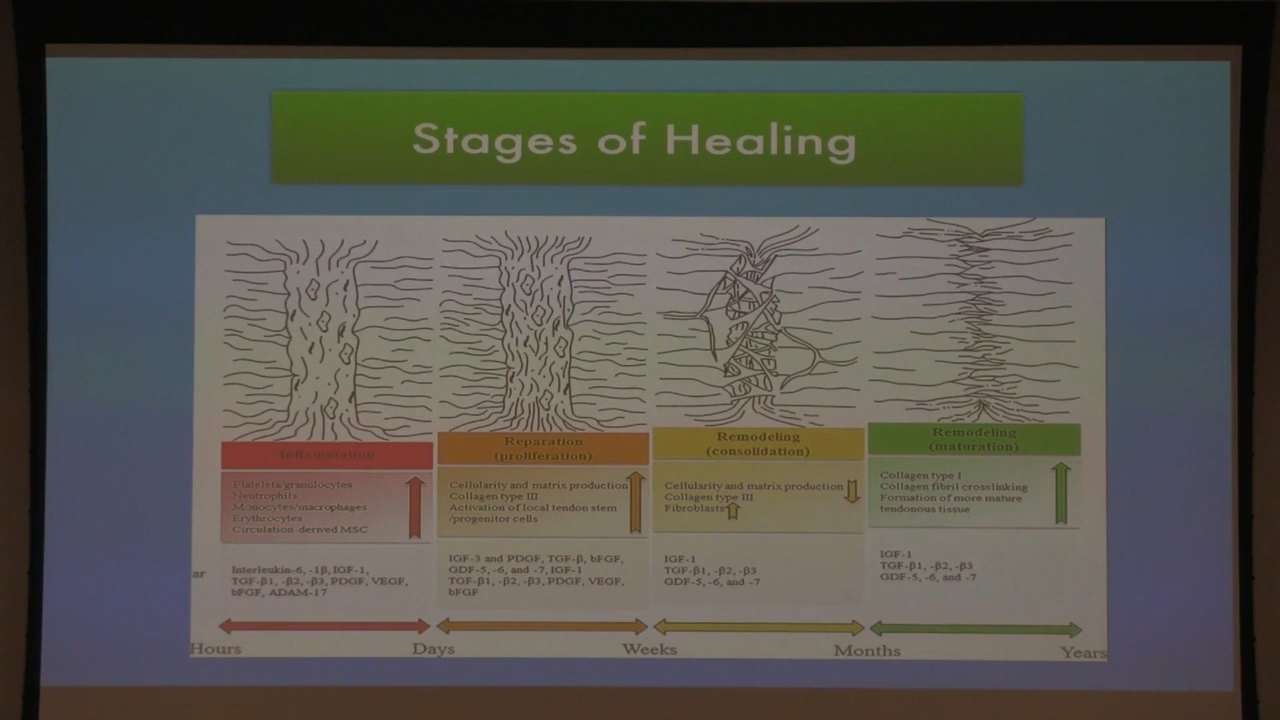 Stages of Healing
Inflammation
Platelets/granulocytes
Neutrophils
Monocytes/macrophages
Erythrocytes
Circulation-derived MSC
Interleukin-6, -1β, IGF-1,
TGF-β1, -β2, -β3, PDGF, VEGF,
bFGF, ADAM-17
Reparation
(proliferation)
Cellularity and matrix production
Collagen type III
Activation of local tendon stem
/progenitor cells
IGF-3 and PDGF, TGF-β, bFGF,
GDF-5, -6, and -7, IGF-1
TGF-β1, -β2, -β3, PDGF, VEGF,
bFGF
Remodeling
(consolidation)
Cellularity and matrix production
Collagen type III
Fibroblasts
IGF-1
TGF-β1, -β2, -β3
GDF-5, -6, and -7
Remodeling
(maturation)
Collagen type I
Collagen fibril crosslinking
Formation of more mature
tendonous tissue
IGF-1
TGF-β1, -β2, -β3
GDF-5, -6, and -7
ar
Hours Days Weeks Months Years